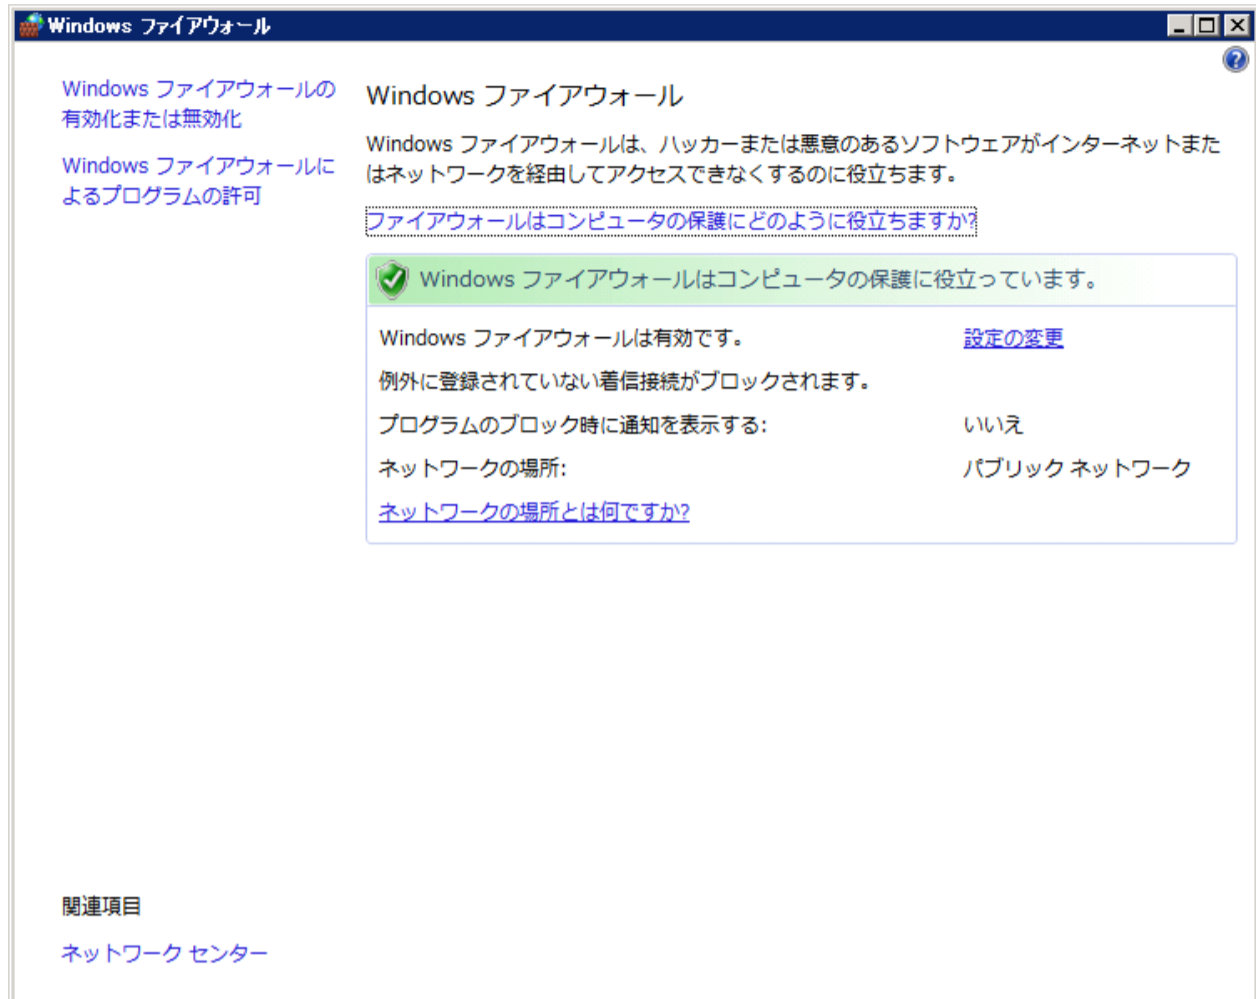 Windows ファイアウォール
Windows ファイアウォールの
有効化または無効化
Windows ファイアウォールに
よるプログラムの許可
Windows ファイアウォール
Windows ファイアウォールは、ハッカーまたは悪意のあるソフトウェアがインターネットまた
はネットワークを経由してアクセスできなくするのに役立ちます。
ファイアウォールはコンピュータの保護にどのように役立ちますか?
Windows ファイアウォールはコンピュータの保護に役立っています。
Windows ファイアウォールは有効です。 設定の変更
例外に登録されていない着信接続がブロックされます。
プログラムのブロック時に通知を表示する: いいえ
ネットワークの場所: パブリック ネットワーク
ネットワークの場所とは何ですか?
関連項目
ネットワーク センター